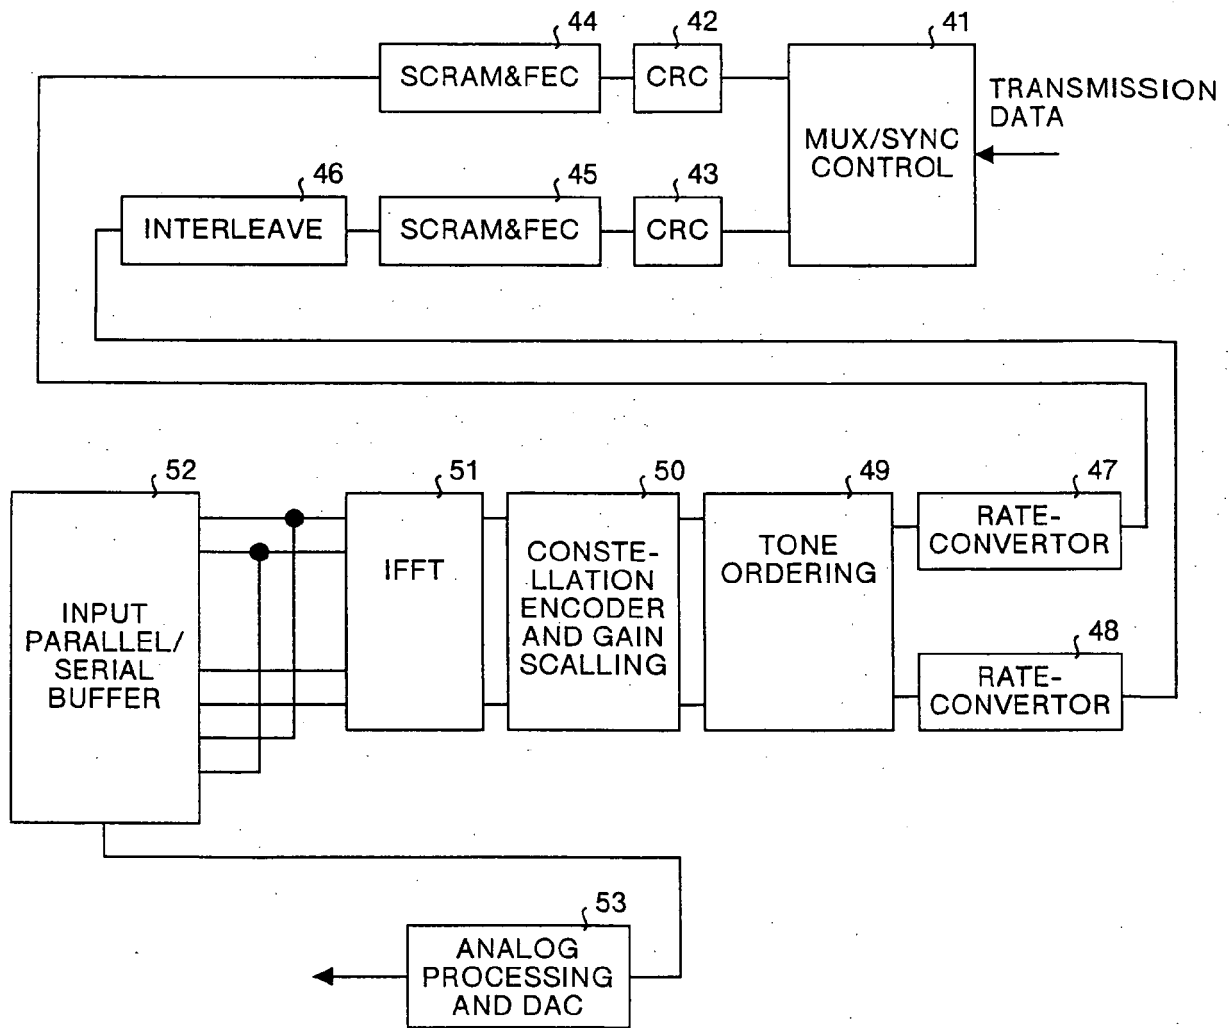 44
42
41
SCRAM&FEC
CRC
MUX/SYNC
CONTROL
TRANSMISSION
DATA
46
45
43
INTERLEAVE
SCRAM&FEC
CRC
52
51
50
49
47
INPUT
PARALLEL/
SERIAL
BUFFER
IFFT
CONSTE-
LLATION
ENCODER
AND GAIN
SCALLING
TONE
ORDERING
RATE-
CONVERTOR
48
RATE-
CONVERTOR
53
ANALOG
PROCESSING
AND DAC